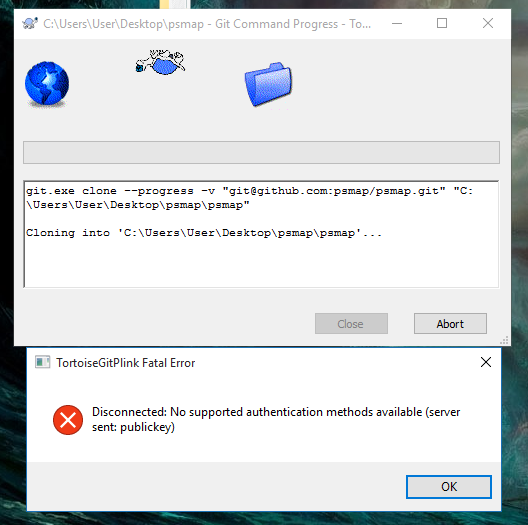 C:\Users\User\Desktop\psmap - Git Command Progress - To...
git.exe clone --progress -v "git@github.com:psmap/psmap.git" "C:
\Users\User\Desktop\psmap\psmap"
Cloning into 'C:\Users\User\Desktop\psmap\psmap'...
Close
Abort
TortoiseGitPlink Fatal Error
Disconnected: No supported authentication methods available (server
sent: publickey)
OK